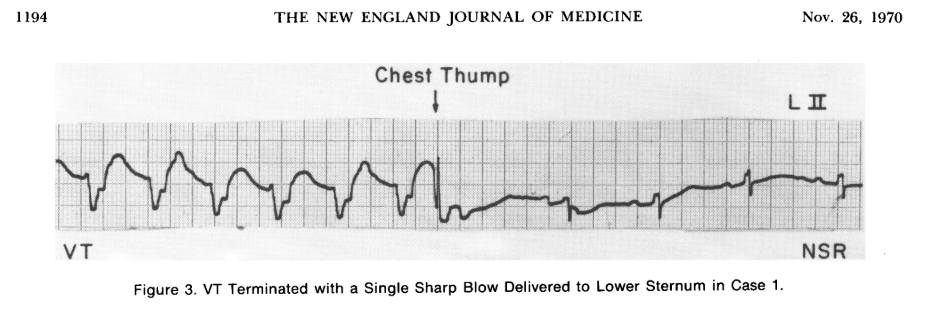 1194 THE NEW ENGLAND JOURNAL OF MEDICINE Nov. 26, 1970
Chest Thump
L II
VT NSR
Figure 3. VT Terminated with a Single Sharp Blow Delivered to Lower Sternum in Case 1.